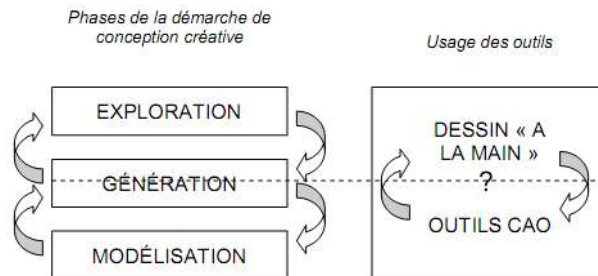 Phases de la démarche de
conception créative
EXPLORATION
GÉNÉRATION
MODÉLISATION
Usage des outils
DESSIN « A
LA MAIN »
?
OUTILS CAO